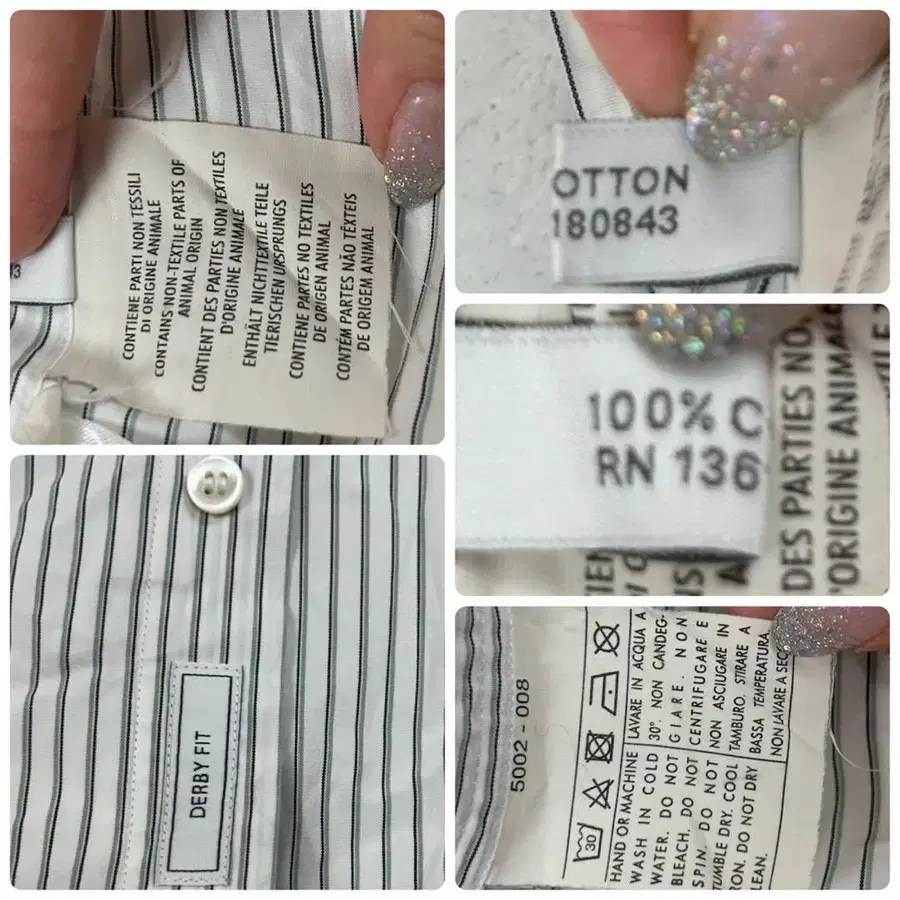 CONTIENE PARTI NON TESSILI
DI ORIGINE ANIMALE
CONTAINS NON-TEXTILE PARTS OF
ANIMAL ORIGIN
CONTIENT DES PARTIES NON TEXTILES
D'ORIGINE ANIMALE
ENTHÄLT NICHTTEXTILE TEILE
TIERISCHEN URSPRUNGS
CONTIENE PARTES NO TEXTILES
DE ORIGEN ANIMAL
CONTÉM PARTES NÃO TÊXTEIS
DE ORIGEM ANIMAL
OTTON
180843
100% C
RN 136
DES PARTIES NO
'ORIGINE ANIMALE
DERBY FIT
5002 - 008
30
LAVARE IN ACQUA A
30°. NON CANDEG-
GIARE. NON
CENTRIFUGARE E
NON ASCIUGARE IN
TAMBURO. STIRARE A
BASSA TEMPERATURA.
NON LAVARE A SEC
HAND OR MACHINE
WASH IN COLD
WATER. DO NOT
BLEACH. DO NOT
SPIN. DO NOT
TUMBLE DRY. COOL
RON. DO NOT DRY
LEAN.